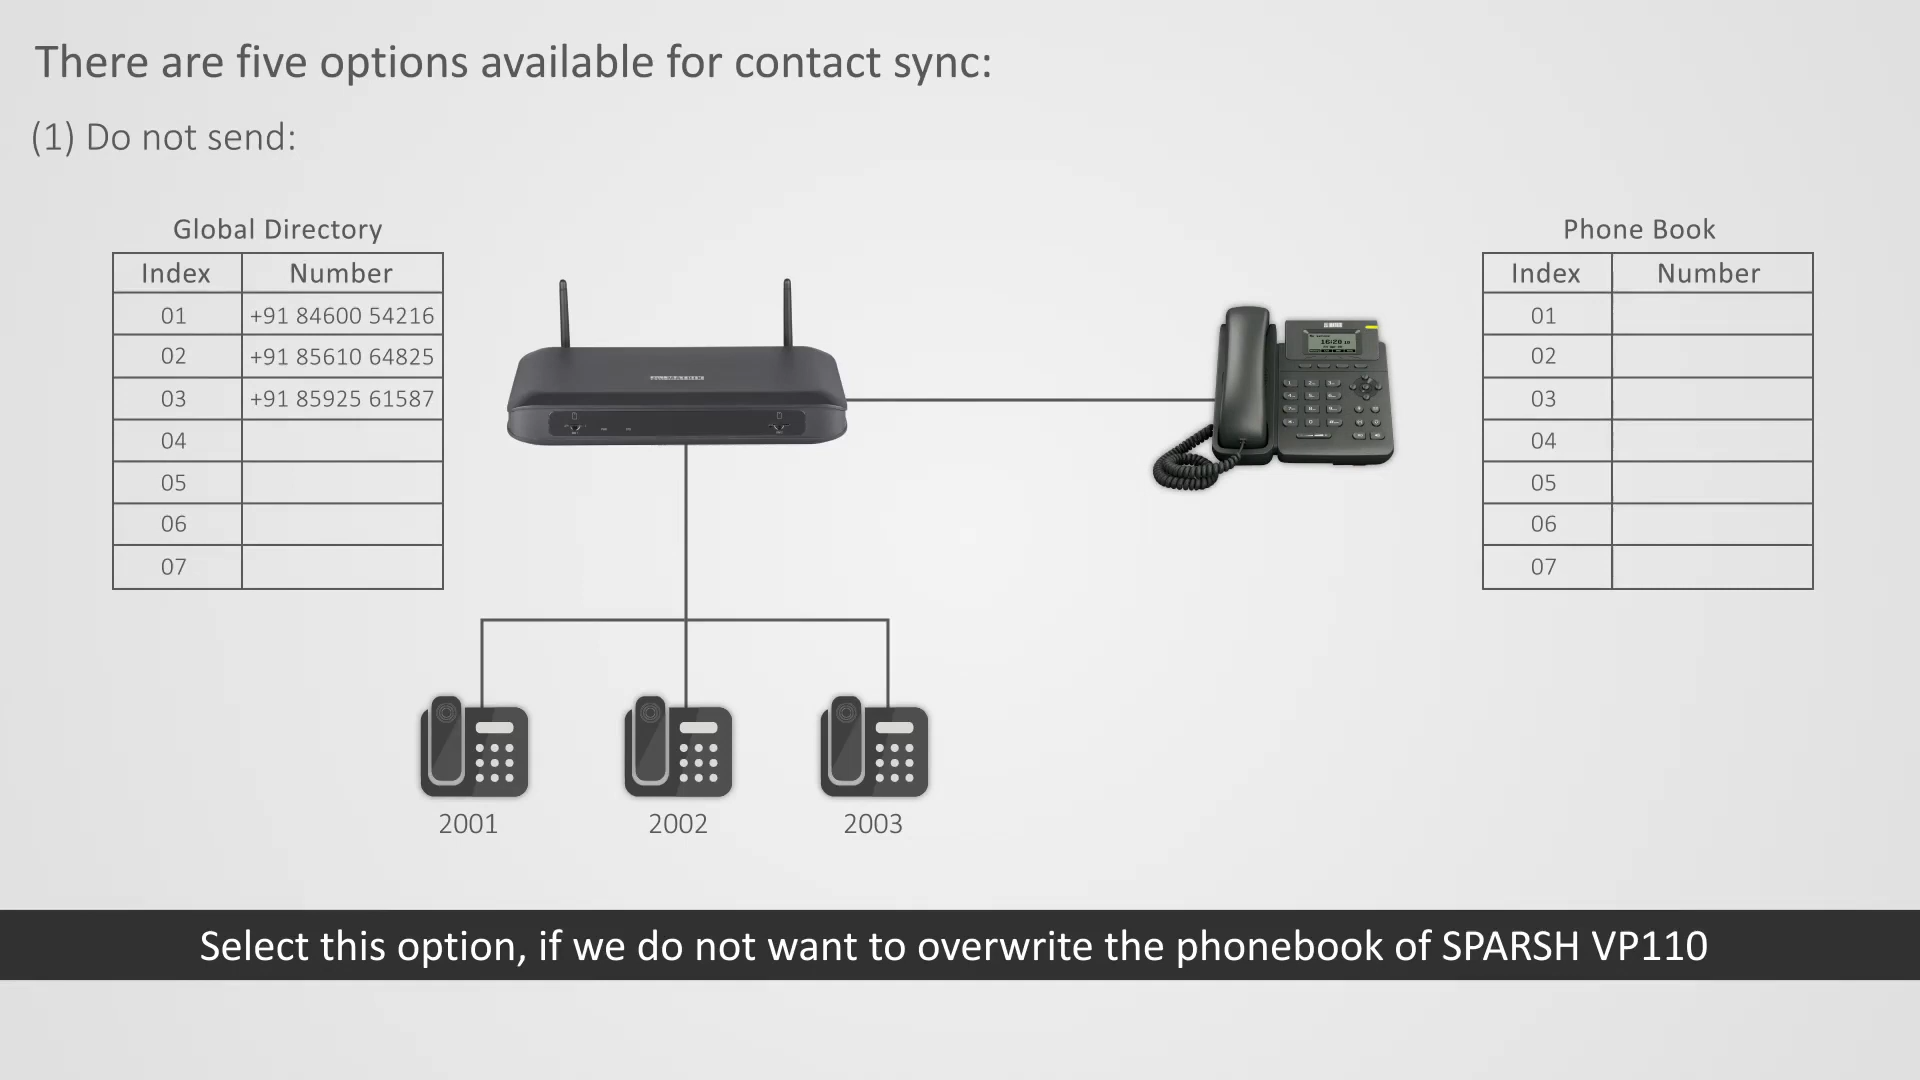 There are five options available for contact sync:
(1) Do not send:
Global Directory
Index Number
01 +91 84600 54216
02 +91 85610 64825
03 +91 85925 61587
04
05
06
07
MATRIX
Phone Book
Index Number
01
02
03
04
05
06
07
2001 2002 2003
Select this option, if we do not want to overwrite the phonebook of SPARSH VP110